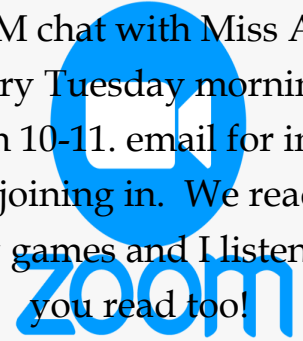 M chat with Miss A
ry Tuesday mornin
n 10-11. email for in
joining in. We read
games and I listen
you read too!
zoom